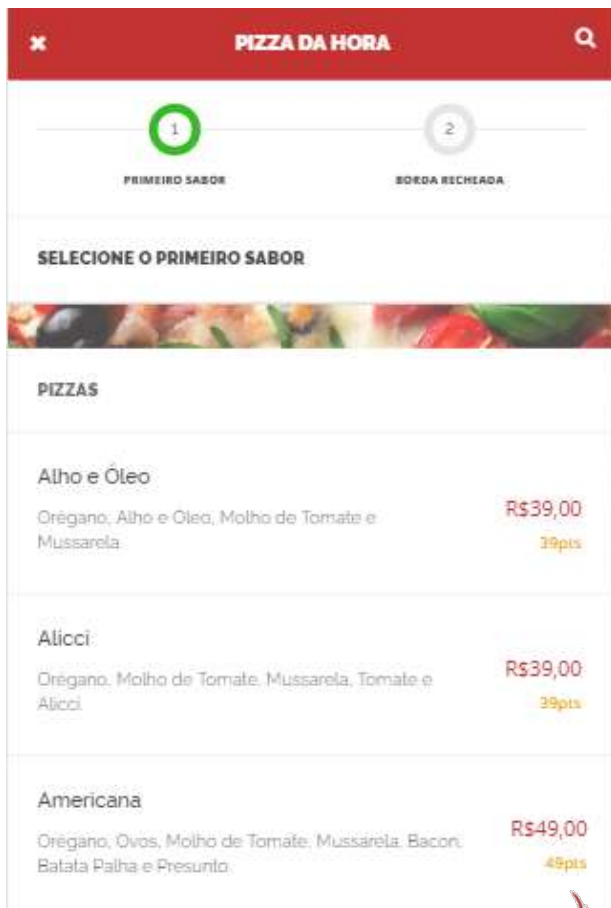 PIZZA DA HORA
1
2
PRIMEIRO SABOR
BORDA RECHEADA
SELECIONE O PRIMEIRO SABOR
PIZZAS
Alho e Óleo
Orégano, Alho e Óleo, Molho de Tomate e
Mussarela.
R$39,00
39pts
Alicci
Orégano, Molho de Tomate, Mussarela, Tomate e
Alicci.
R$39,00
39pts
Americana
Orégano, Ovos, Molho de Tomate, Mussarela, Bacon,
Batata Palha e Presunto.
R$49,00
49pts